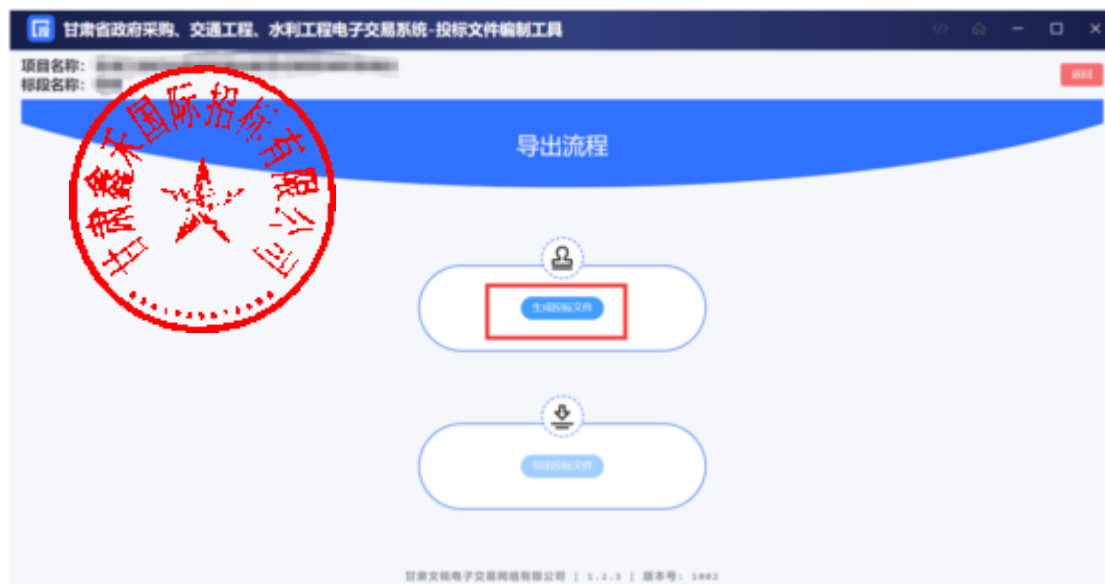 投 甘肃省政府采购、交通工程、水利工程电子交易系统-投标文件编制工具
项目名称：
标段名称：
返回
导出流程
甘肃鑫禾国际招标有限公司
生成投标文件
导出投标文件
甘肃文锐电子交易网络有限公司 | 1.2.3 | 版本号: 1002